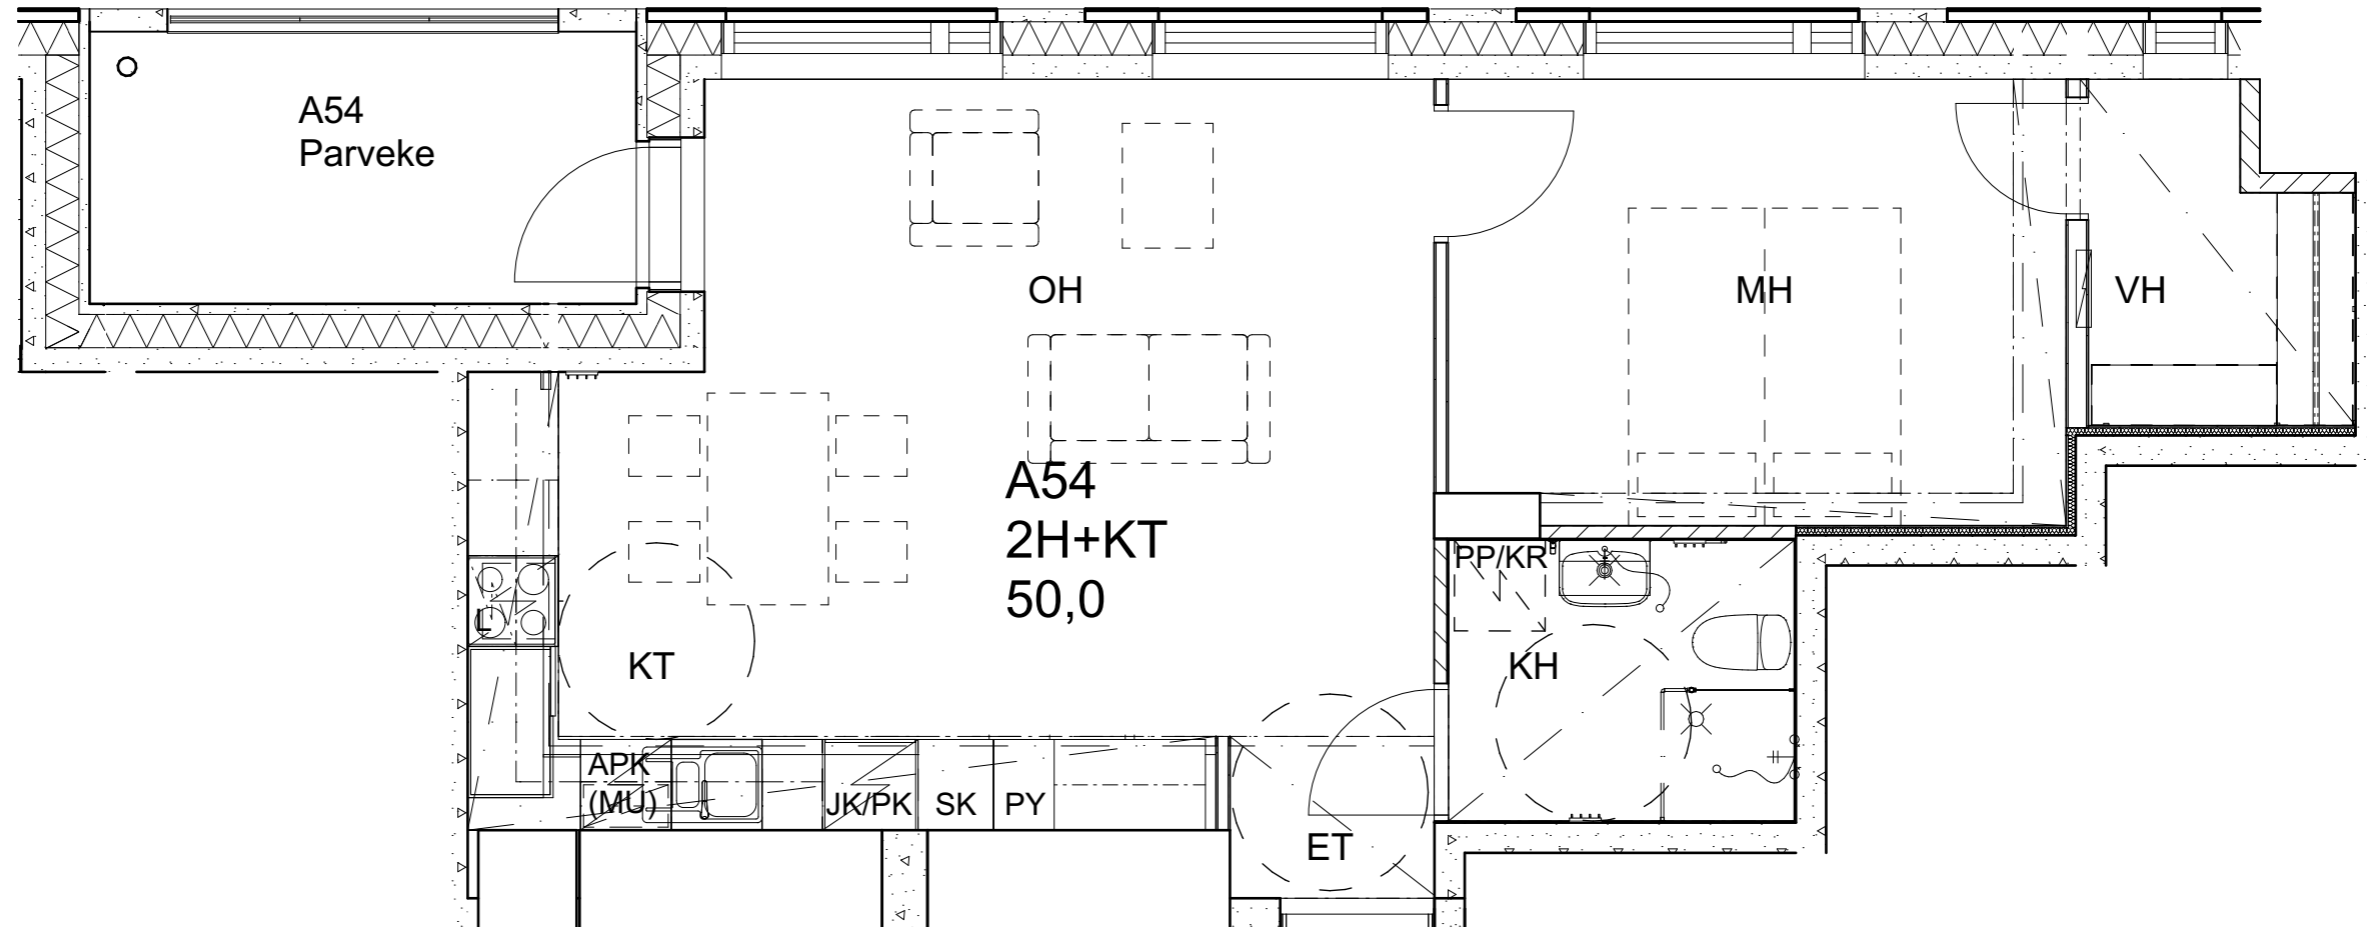 A54
Parveke
OH
MH
VH
A54
2H+KT
50,0
PP/KR
L
KT
KH
APK
(MU)
JK/PK
SK
PY
ET